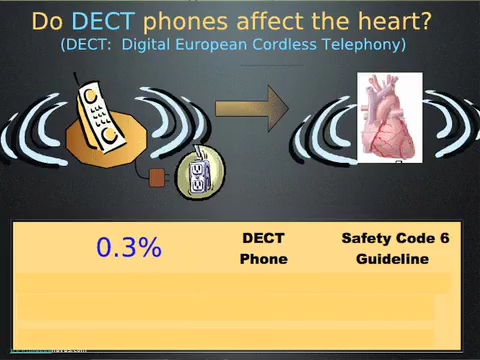 Do DECT phones affect the heart?
(DECT: Digital European Cordless Telephony)
0.3%
DECT
Phone
Safety Code 6
Guideline